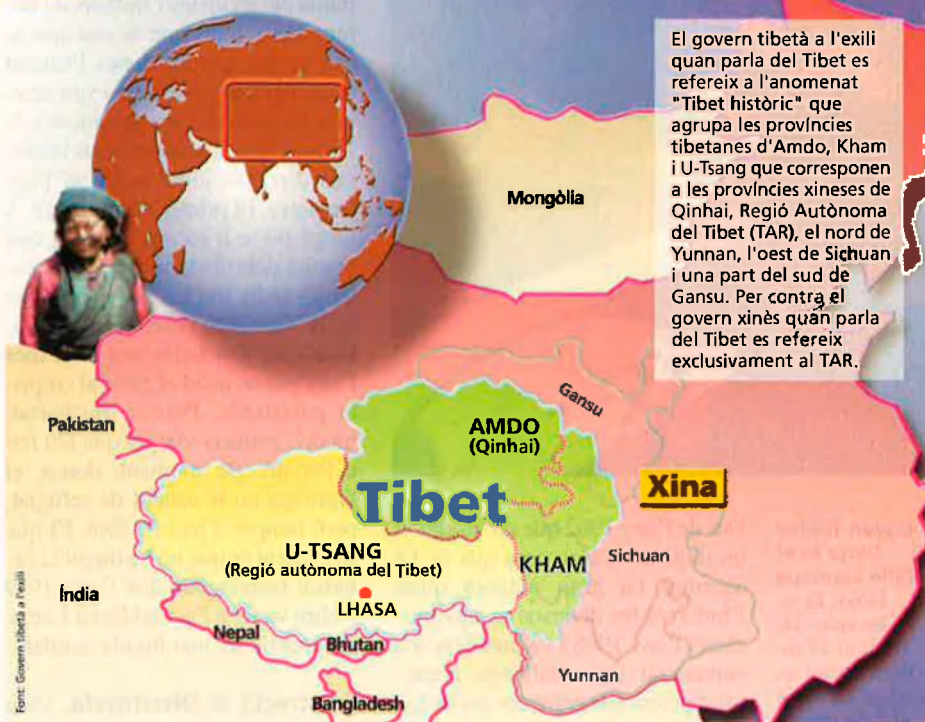 El govern tibetà a l'exili
quan parla del Tibet es
refereix a l'anomenat
"Tibet històric" que
agrupa les províncies
tibetanes d'Amdo, Kham
i U-Tsang que corresponen
a les províncies xineses de
Qinhai, Regió Autònoma
del Tibet (TAR), el nord de
Yunnan, l'oest de Sichuan
i una part del sud de
Gansu. Per contra el
govern xinès quan parla
del Tibet es refereix
exclusivament al TAR.
Mongòlia
Gansu
Pakistan
AMDO
(Qinhai)
Tibet
Xina
U-TSANG
(Regió autònoma del Tibet)
KHAM
Sichuan
Índia
LHASA
Nepal
Bhutan
Yunnan
Bangladesh
Font: Govern tibetà a l'exili